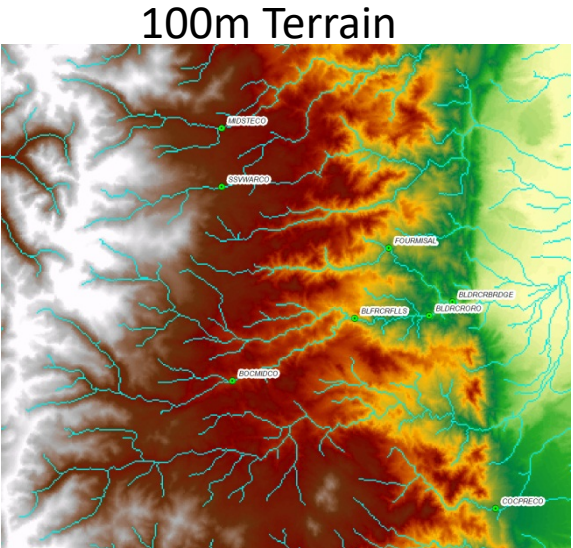 100m Terrain
MIDSTECO
SSVWARCO
FOURMISAL
BLDRCRBRDGE
BLDRCRORO
BLFRCRFLLS
BOCMIDCO
COCPRECO